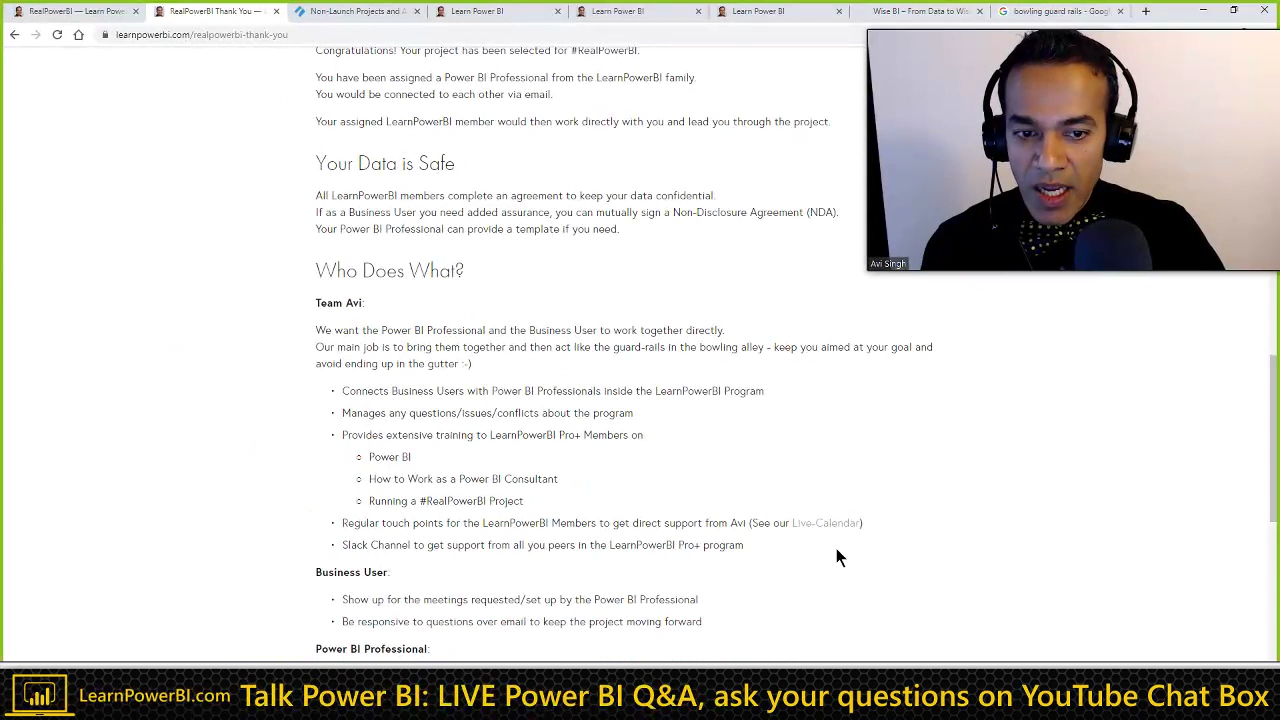 RealPowerBI — Learn Power
RealPowerBI Thank You —
Non-Launch Projects and A
Learn Power BI
Learn Power BI
Learn Power BI
Wise BI – From Data to Wis
bowling guard rails - Googl
learnpowerbi.com/realpowerbi-thank-you
Congratulations! Your project has been selected for #RealPowerBI.
You have been assigned a Power BI Professional from the LearnPowerBI family.
You would be connected to each other via email.
Your assigned LearnPowerBI member would then work directly with you and lead you through the project.
Your Data is Safe
All LearnPowerBI members complete an agreement to keep your data confidential.
If as a Business User you need added assurance, you can mutually sign a Non-Disclosure Agreement (NDA).
Your Power BI Professional can provide a template if you need.
Who Does What?
Team Avi:
We want the Power BI Professional and the Business User to work together directly.
Our main job is to bring them together and then act like the guard-rails in the bowling alley - keep you aimed at your goal and
avoid ending up in the gutter :-)
• Connects Business Users with Power BI Professionals inside the LearnPowerBI Program
• Manages any questions/issues/conflicts about the program
• Provides extensive training to LearnPowerBI Pro+ Members on
○ Power BI
○ How to Work as a Power BI Consultant
○ Running a #RealPowerBI Project
• Regular touch points for the LearnPowerBI Members to get direct support from Avi (See our Live-Calendar)
• Slack Channel to get support from all you peers in the LearnPowerBI Pro+ program
Business User:
• Show up for the meetings requested/set up by the Power BI Professional
• Be responsive to questions over email to keep the project moving forward
Power BI Professional:
Avi Singh
LearnPowerBI.com
Talk Power BI: LIVE Power BI Q&A, ask your questions on YouTube Chat Box